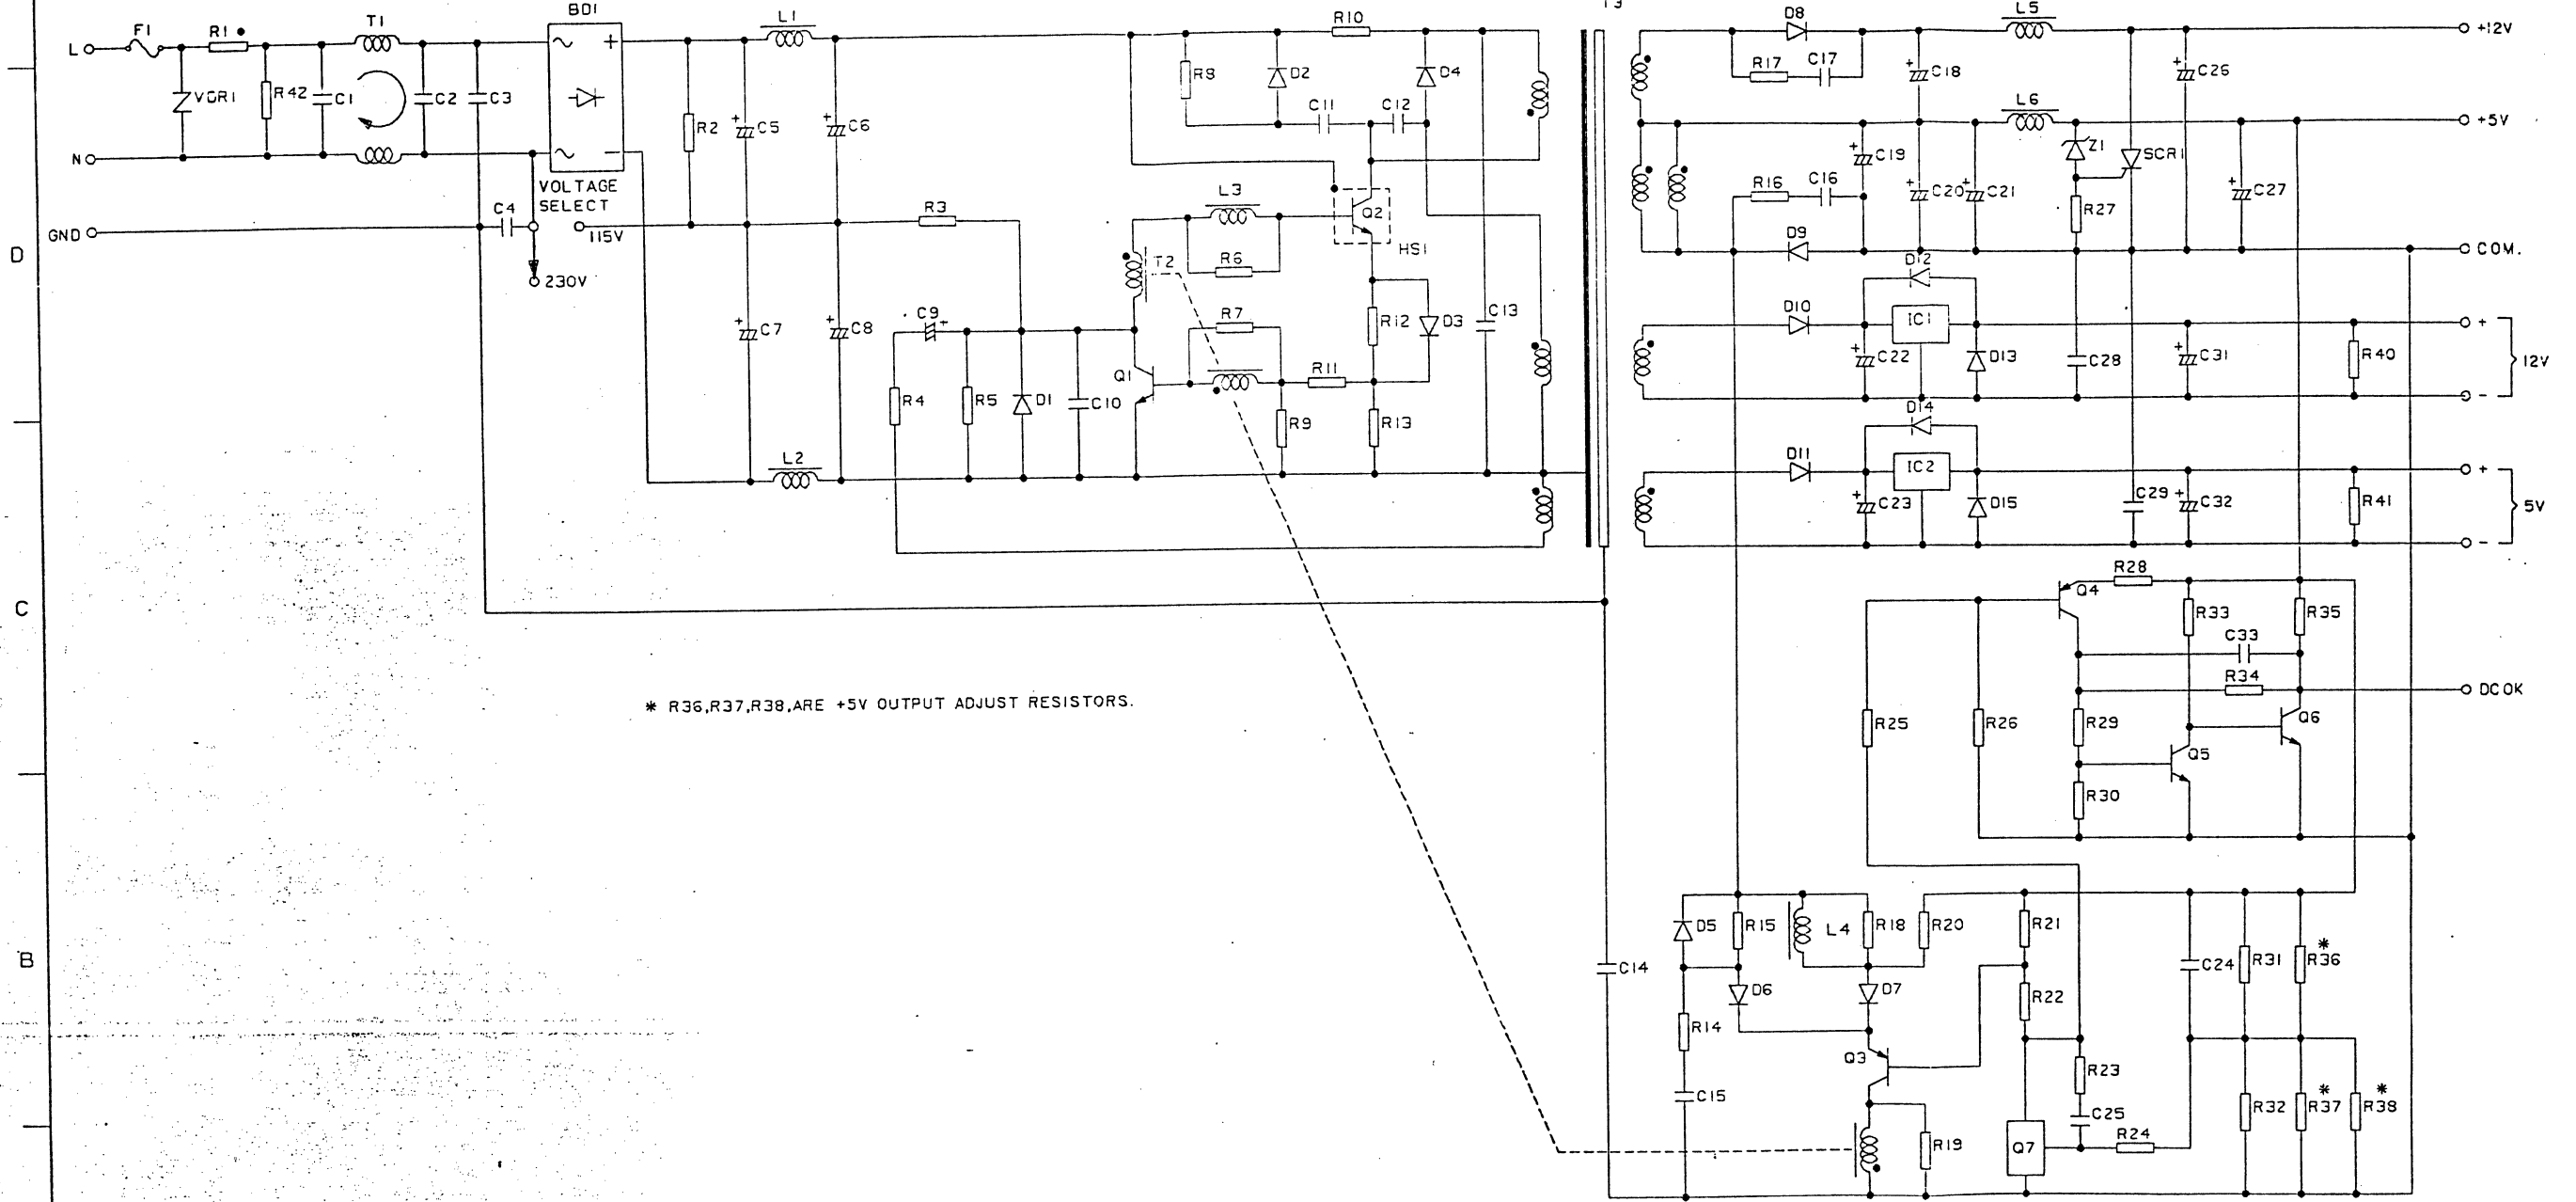 T3
BD1
F1
R1
T1
L1
R10
D8
L5
+12V
L
VCR1
R42
C1
C2
C3
R2
C5
C6
R8
D2
D4
C11
C12
R17
C17
C18
C26
L6
+5V
N
VOLTAGE
SELECT
C4
115V
GND
230V
R3
L3
R6
Q2
HS1
T2
C19
R16
C16
C20
C21
Z1
SCR1
R27
C27
D9
COM.
D
C7
C8
C9
R7
R12
D3
C13
D12
D10
IC1
C22
D13
C28
C31
R40
+
12V
-
Q1
R11
R4
R5
D1
C10
R9
R13
L2
D14
D11
IC2
C23
D15
C29
C32
R41
+
5V
-
C
Q4
R28
R33
R35
C33
R34
DCOK
* R36,R37,R38,ARE +5V OUTPUT ADJUST RESISTORS.
R25
R26
R29
Q5
Q6
R30
B
C14
D5
R15
L4
R18
R20
R21
C24
R31
*
R36
D6
D7
R22
R14
Q3
R23
C15
C25
R32
*
R37
*
R38
R19
Q7
R24